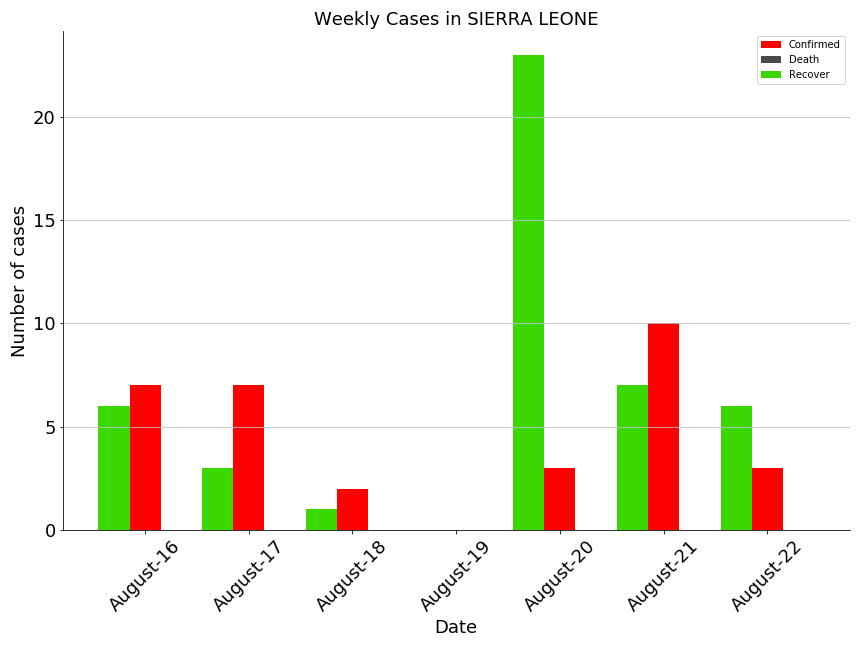 Weekly Cases in SIERRA LEONE
Confirmed
Death
Recover
Number of cases
20
15
10
5
0
August-16
August-17
August-18
August-19
August-20
August-21
August-22
Date